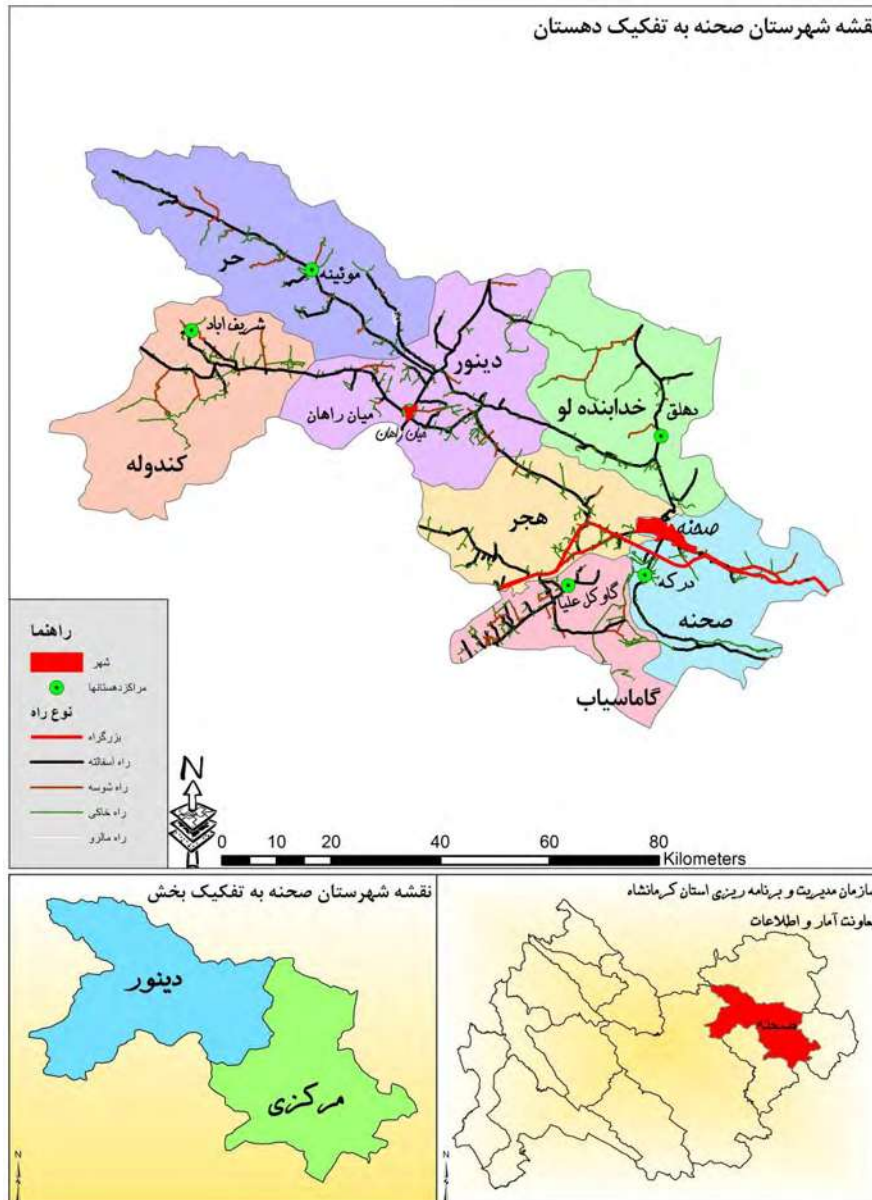 نقشه شهرستان صحنه به تفکیک دهستان
حر
موئینه
شریف اباد
دینور
خدابنده لو
دهلق
میان راهان
میان راهان
کندوله
هجر
صحنه
درکه
گاوکل علیا
صحنه
گاماسیاب
راهنما
شهر
مراکزدهستانها
نوع راه
بزرگراه
راه آسفالته
راه شوسه
راه خاکی
راه مالرو
N
0 10 20 40 60 80
Kilometers
نقشه شهرستان صحنه به تفکیک بخش
دینور
مرکزی
N
سازمان مدیریت و برنامه ریزی استان کرمانشاه
معاونت آمار و اطلاعات
صحنه
N